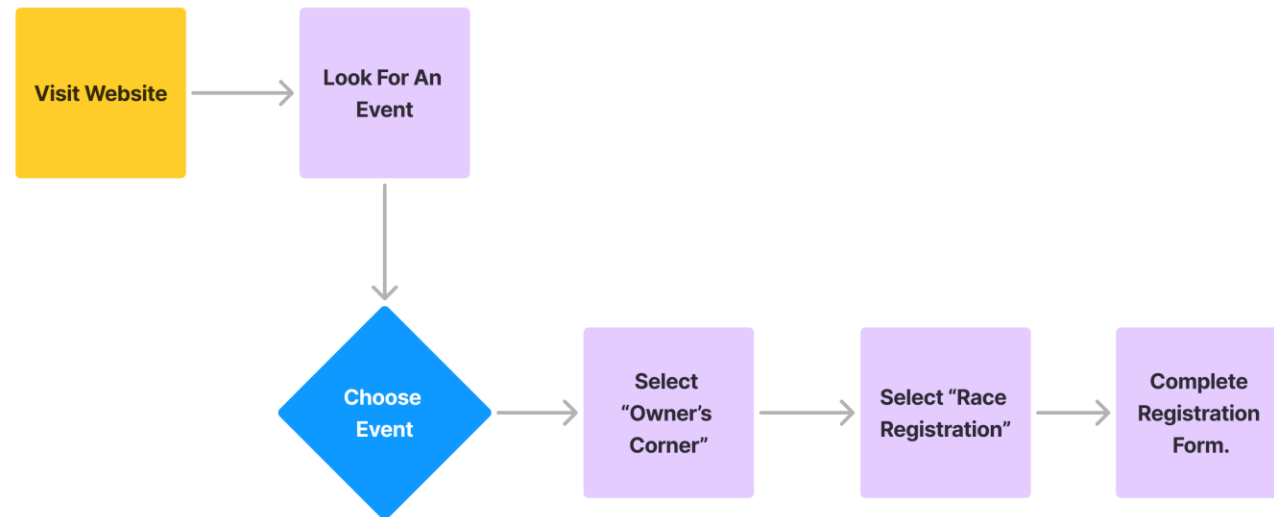 Visit Website
Look For An
Event
Choose
Event
Select
“Owner’s
Corner”
Select “Race
Registration”
Complete
Registration
Form.